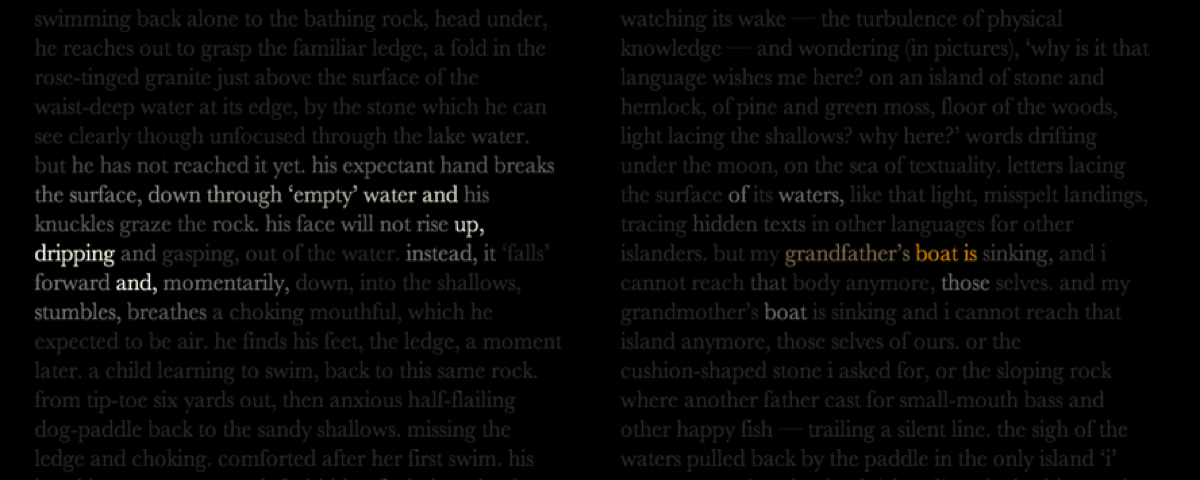 swimming back alone to the bathing rock, head under,
he reaches out to grasp the familiar ledge, a fold in the
rose-tinged granite just above the surface of the
waist-deep water at its edge, by the stone which he can
see clearly though unfocused through the lake water.
but he has not reached it yet. his expectant hand breaks
the surface, down through ‘empty’ water and his
knuckles graze the rock. his face will not rise up,
dripping and gasping, out of the water. instead, it ‘falls’
forward and, momentarily, down, into the shallows,
stumbles, breathes a choking mouthful, which he
expected to be air. he finds his feet, the ledge, a moment
later. a child learning to swim, back to this same rock.
from tip-toe six yards out, then anxious half-flailing
dog-paddle back to the sandy shallows. missing the
ledge and choking. comforted after her first swim. his
watching its wake — the turbulence of physical
knowledge — and wondering (in pictures), ‘why is it that
language wishes me here? on an island of stone and
hemlock, of pine and green moss, floor of the woods,
light lacing the shallows? why here?’ words drifting
under the moon, on the sea of textuality. letters lacing
the surface of its waters, like that light, misspelt landings,
tracing hidden texts in other languages for other
islanders. but my grandfather’s boat is sinking, and i
cannot reach that body anymore, those selves. and my
grandmother’s boat is sinking and i cannot reach that
island anymore, those selves of ours. or the
cushion-shaped stone i asked for, or the sloping rock
where another father cast for small-mouth bass and
other happy fish — trailing a silent line. the sigh of the
waters pulled back by the paddle in the only island ‘i’